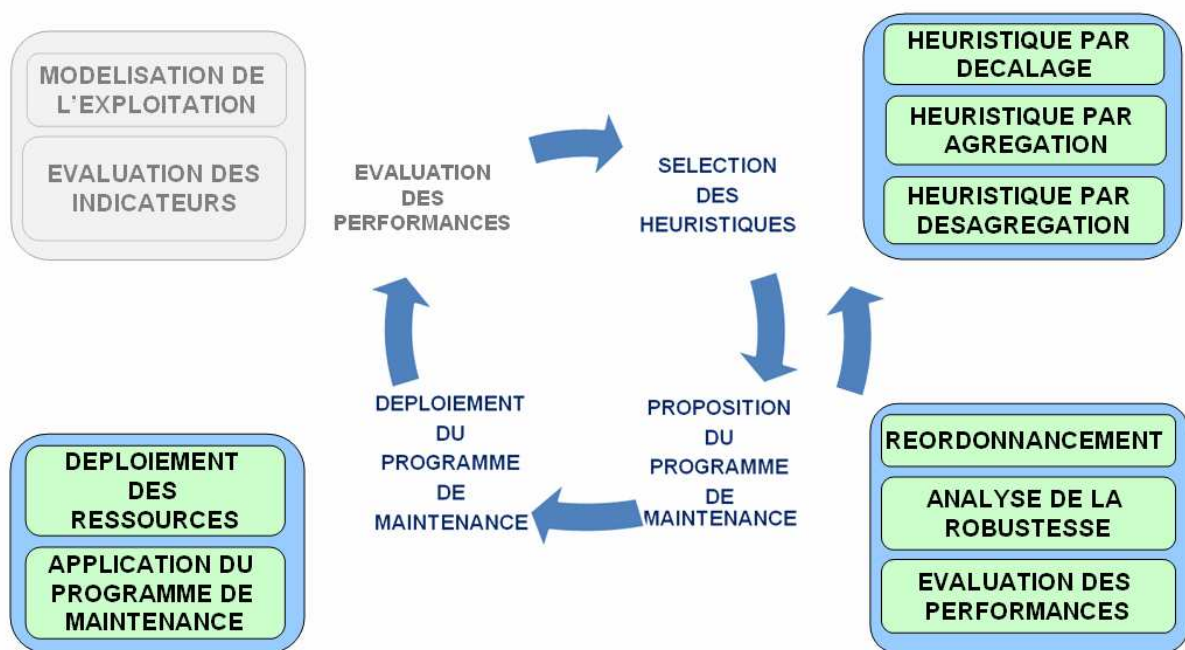 MODELISATION DE
L'EXPLOITATION
EVALUATION DES
INDICATEURS
EVALUATION
DES
PERFORMANCES
SELECTION
DES
HEURISTIQUES
HEURISTIQUE PAR
DECALAGE
HEURISTIQUE PAR
AGREGATION
HEURISTIQUE PAR
DESAGREGATION
DEPLOIEMENT
DES
RESSOURCES
APPLICATION DU
PROGRAMME DE
MAINTENANCE
DEPLOIEMENT
DU
PROGRAMME
DE
MAINTENANCE
PROPOSITION
DU
PROGRAMME
DE
MAINTENANCE
REORDONNANCEMENT
ANALYSE DE LA
ROBUSTESSE
EVALUATION DES
PERFORMANCES